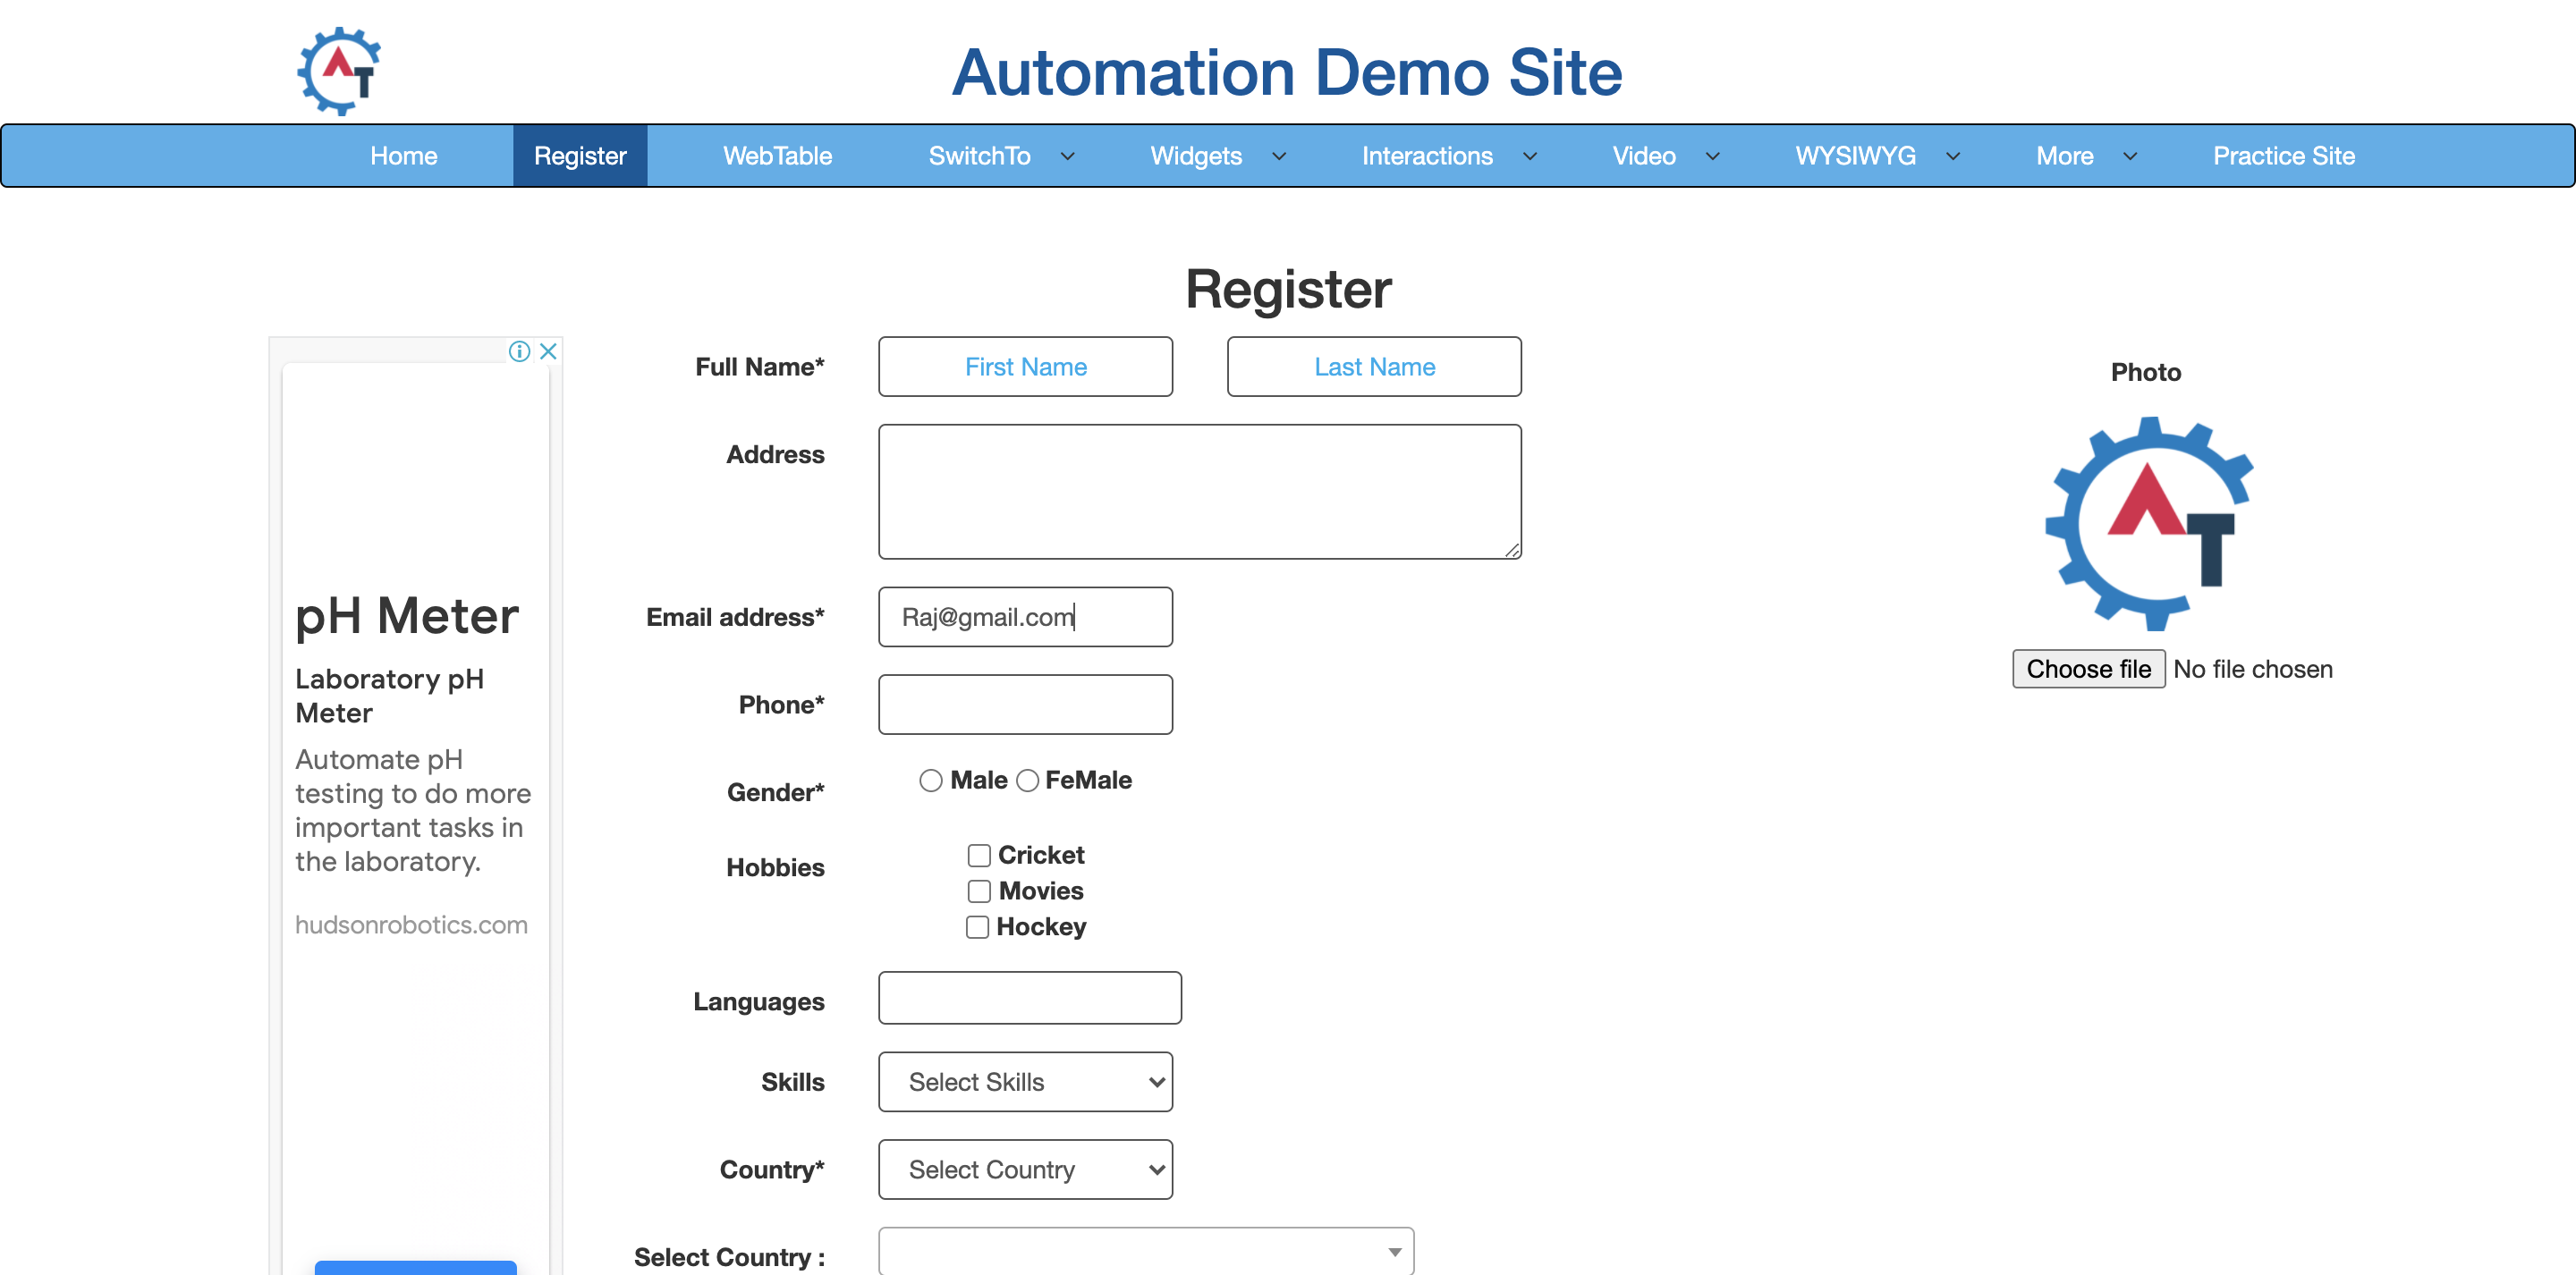 AT
Automation Demo Site
Home Register WebTable SwitchTo Widgets Interactions Video WYSIWYG More Practice Site
Register
Full Name* First Name Last Name
Photo
Address
AT
Email address* Raj@gmail.com
Choose file No file chosen
Phone*
Gender* Male FeMale
Hobbies Cricket
Movies
Hockey
Languages
Skills Select Skills
Country* Select Country
Select Country :
pH Meter
Laboratory pH
Meter
Automate pH
testing to do more
important tasks in
the laboratory.
hudsonrobotics.com